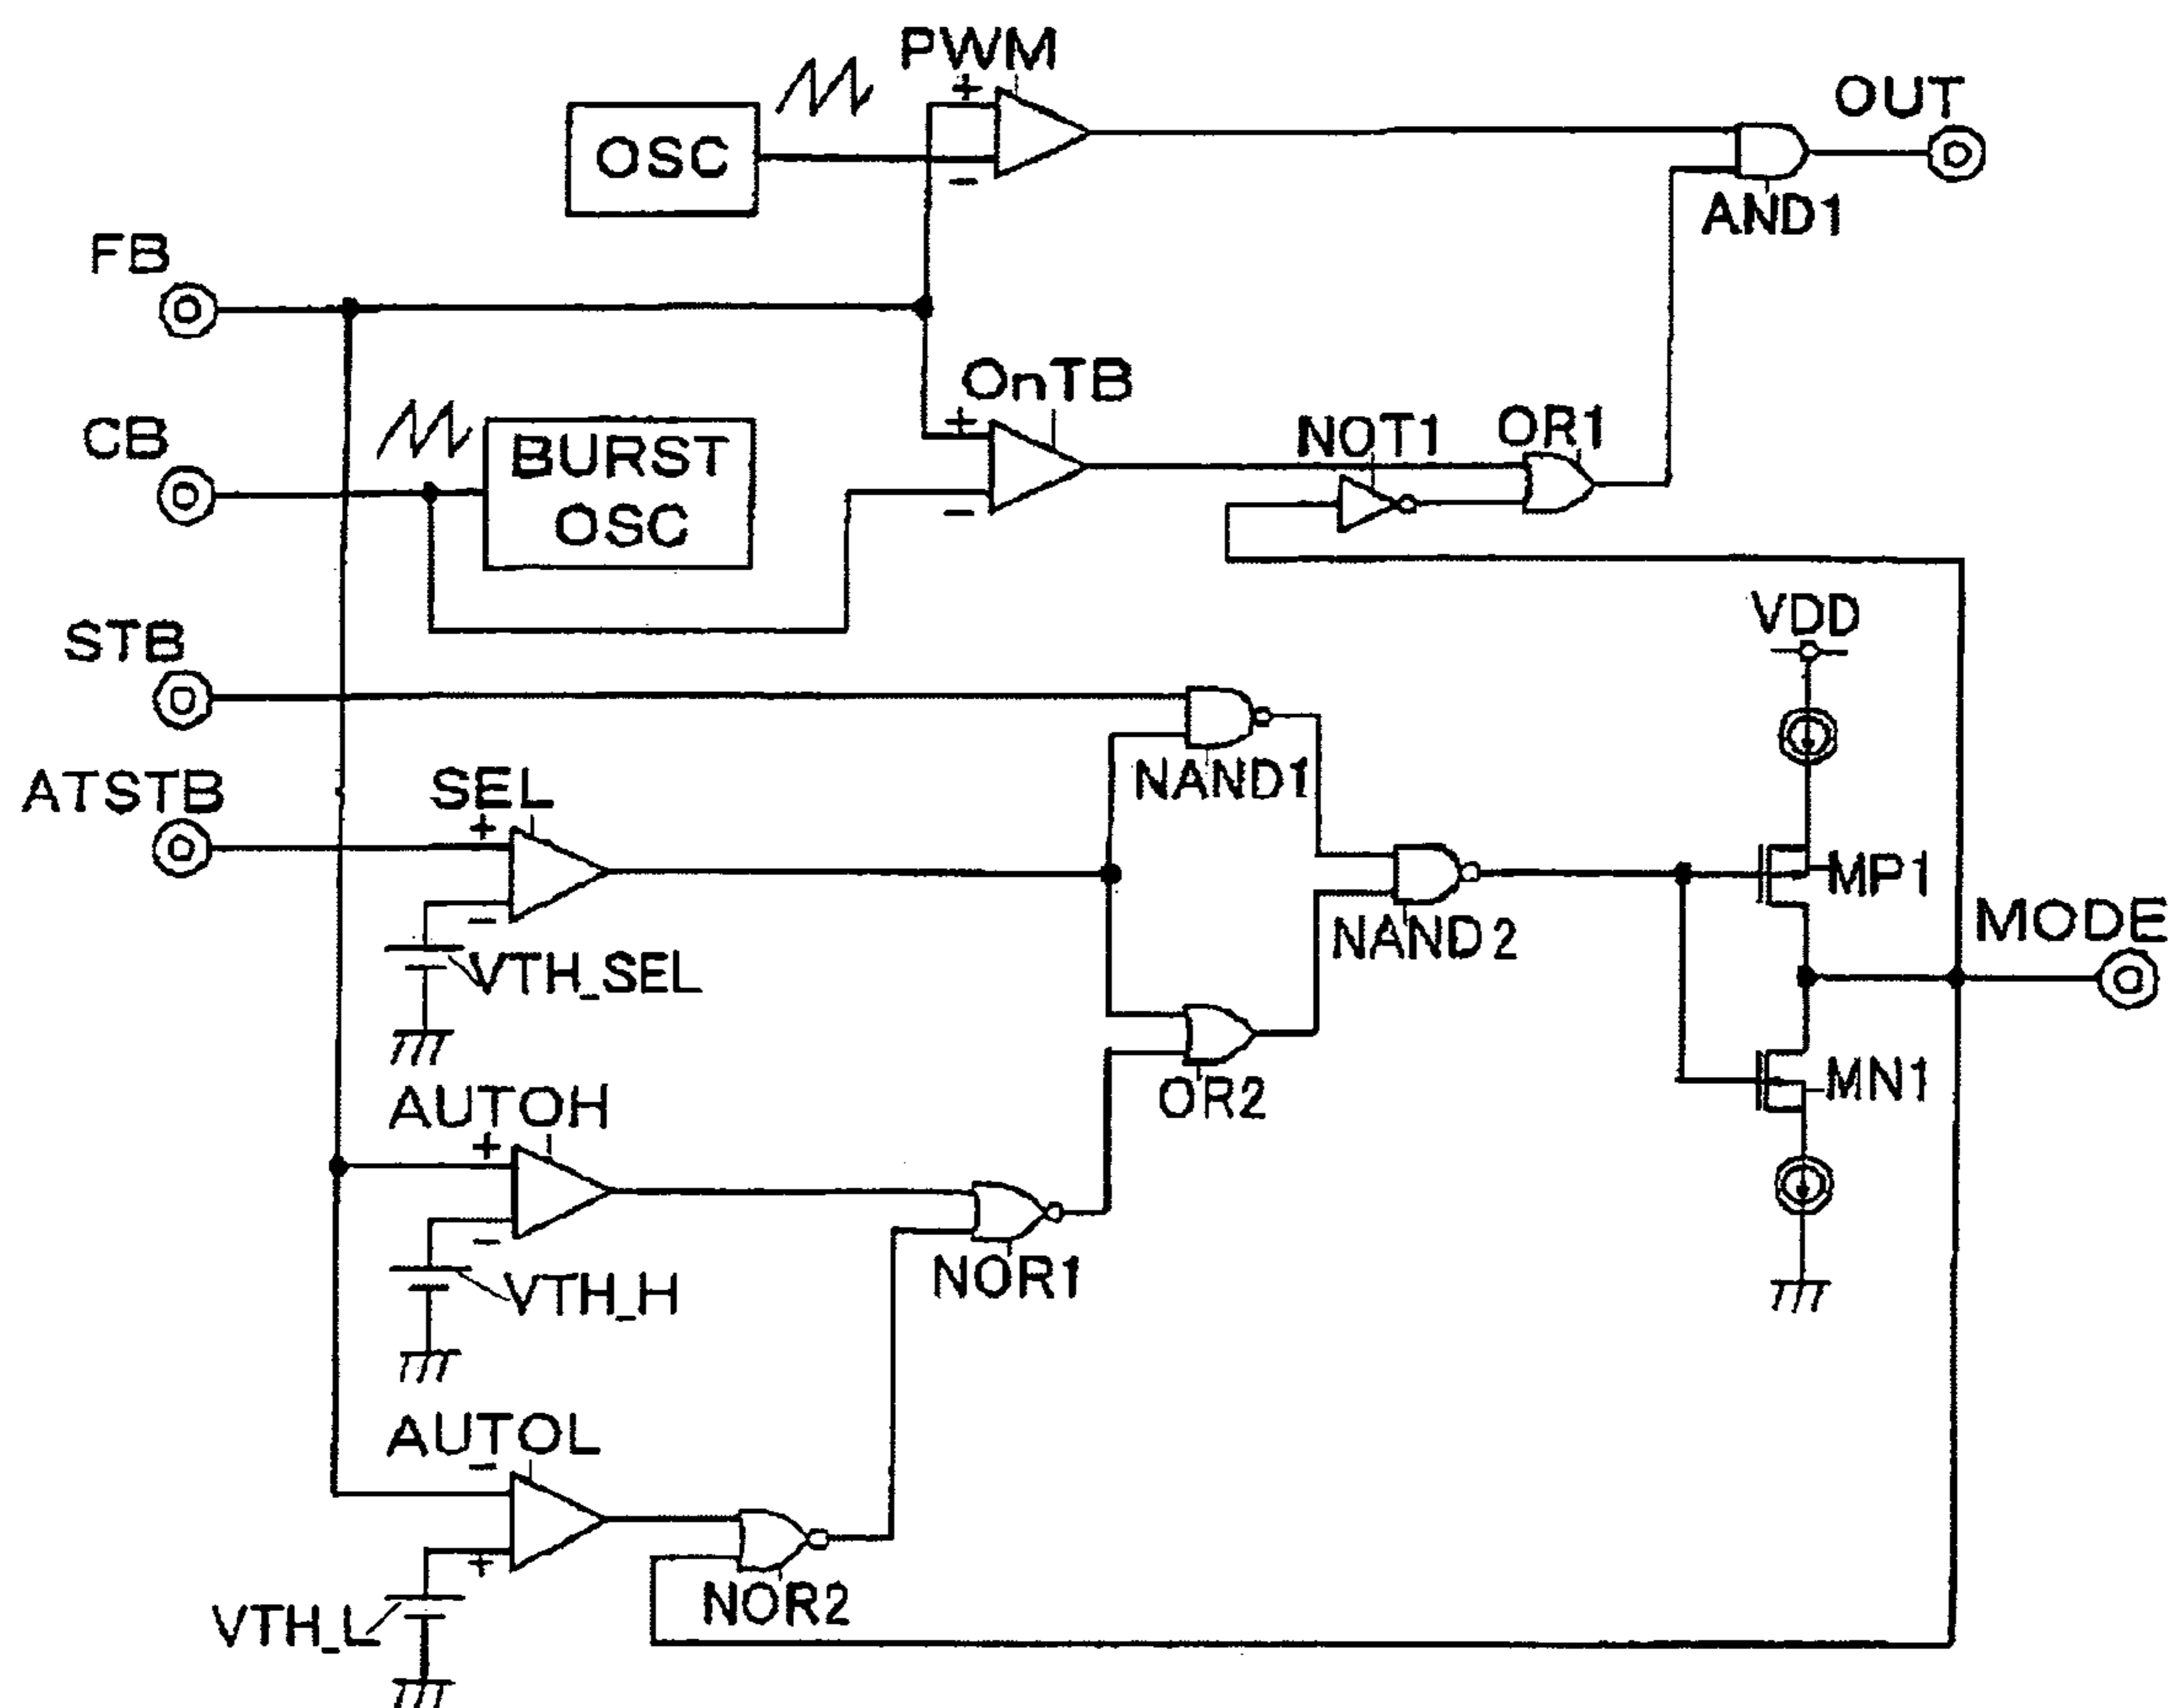 PWM
+
OSC
-
OUT
AND1
FB
OnTB
+
CB
BURST
OSC
-
NOT1
OR1
VDD
STB
NAND1
ATSTB
SEL
+
-
VTH_SEL
NAND2
MP1
MODE
OR2
MN1
AUTOH
+
-
VTH_H
NOR1
AUTOL
-
+
VTH_L
NOR2